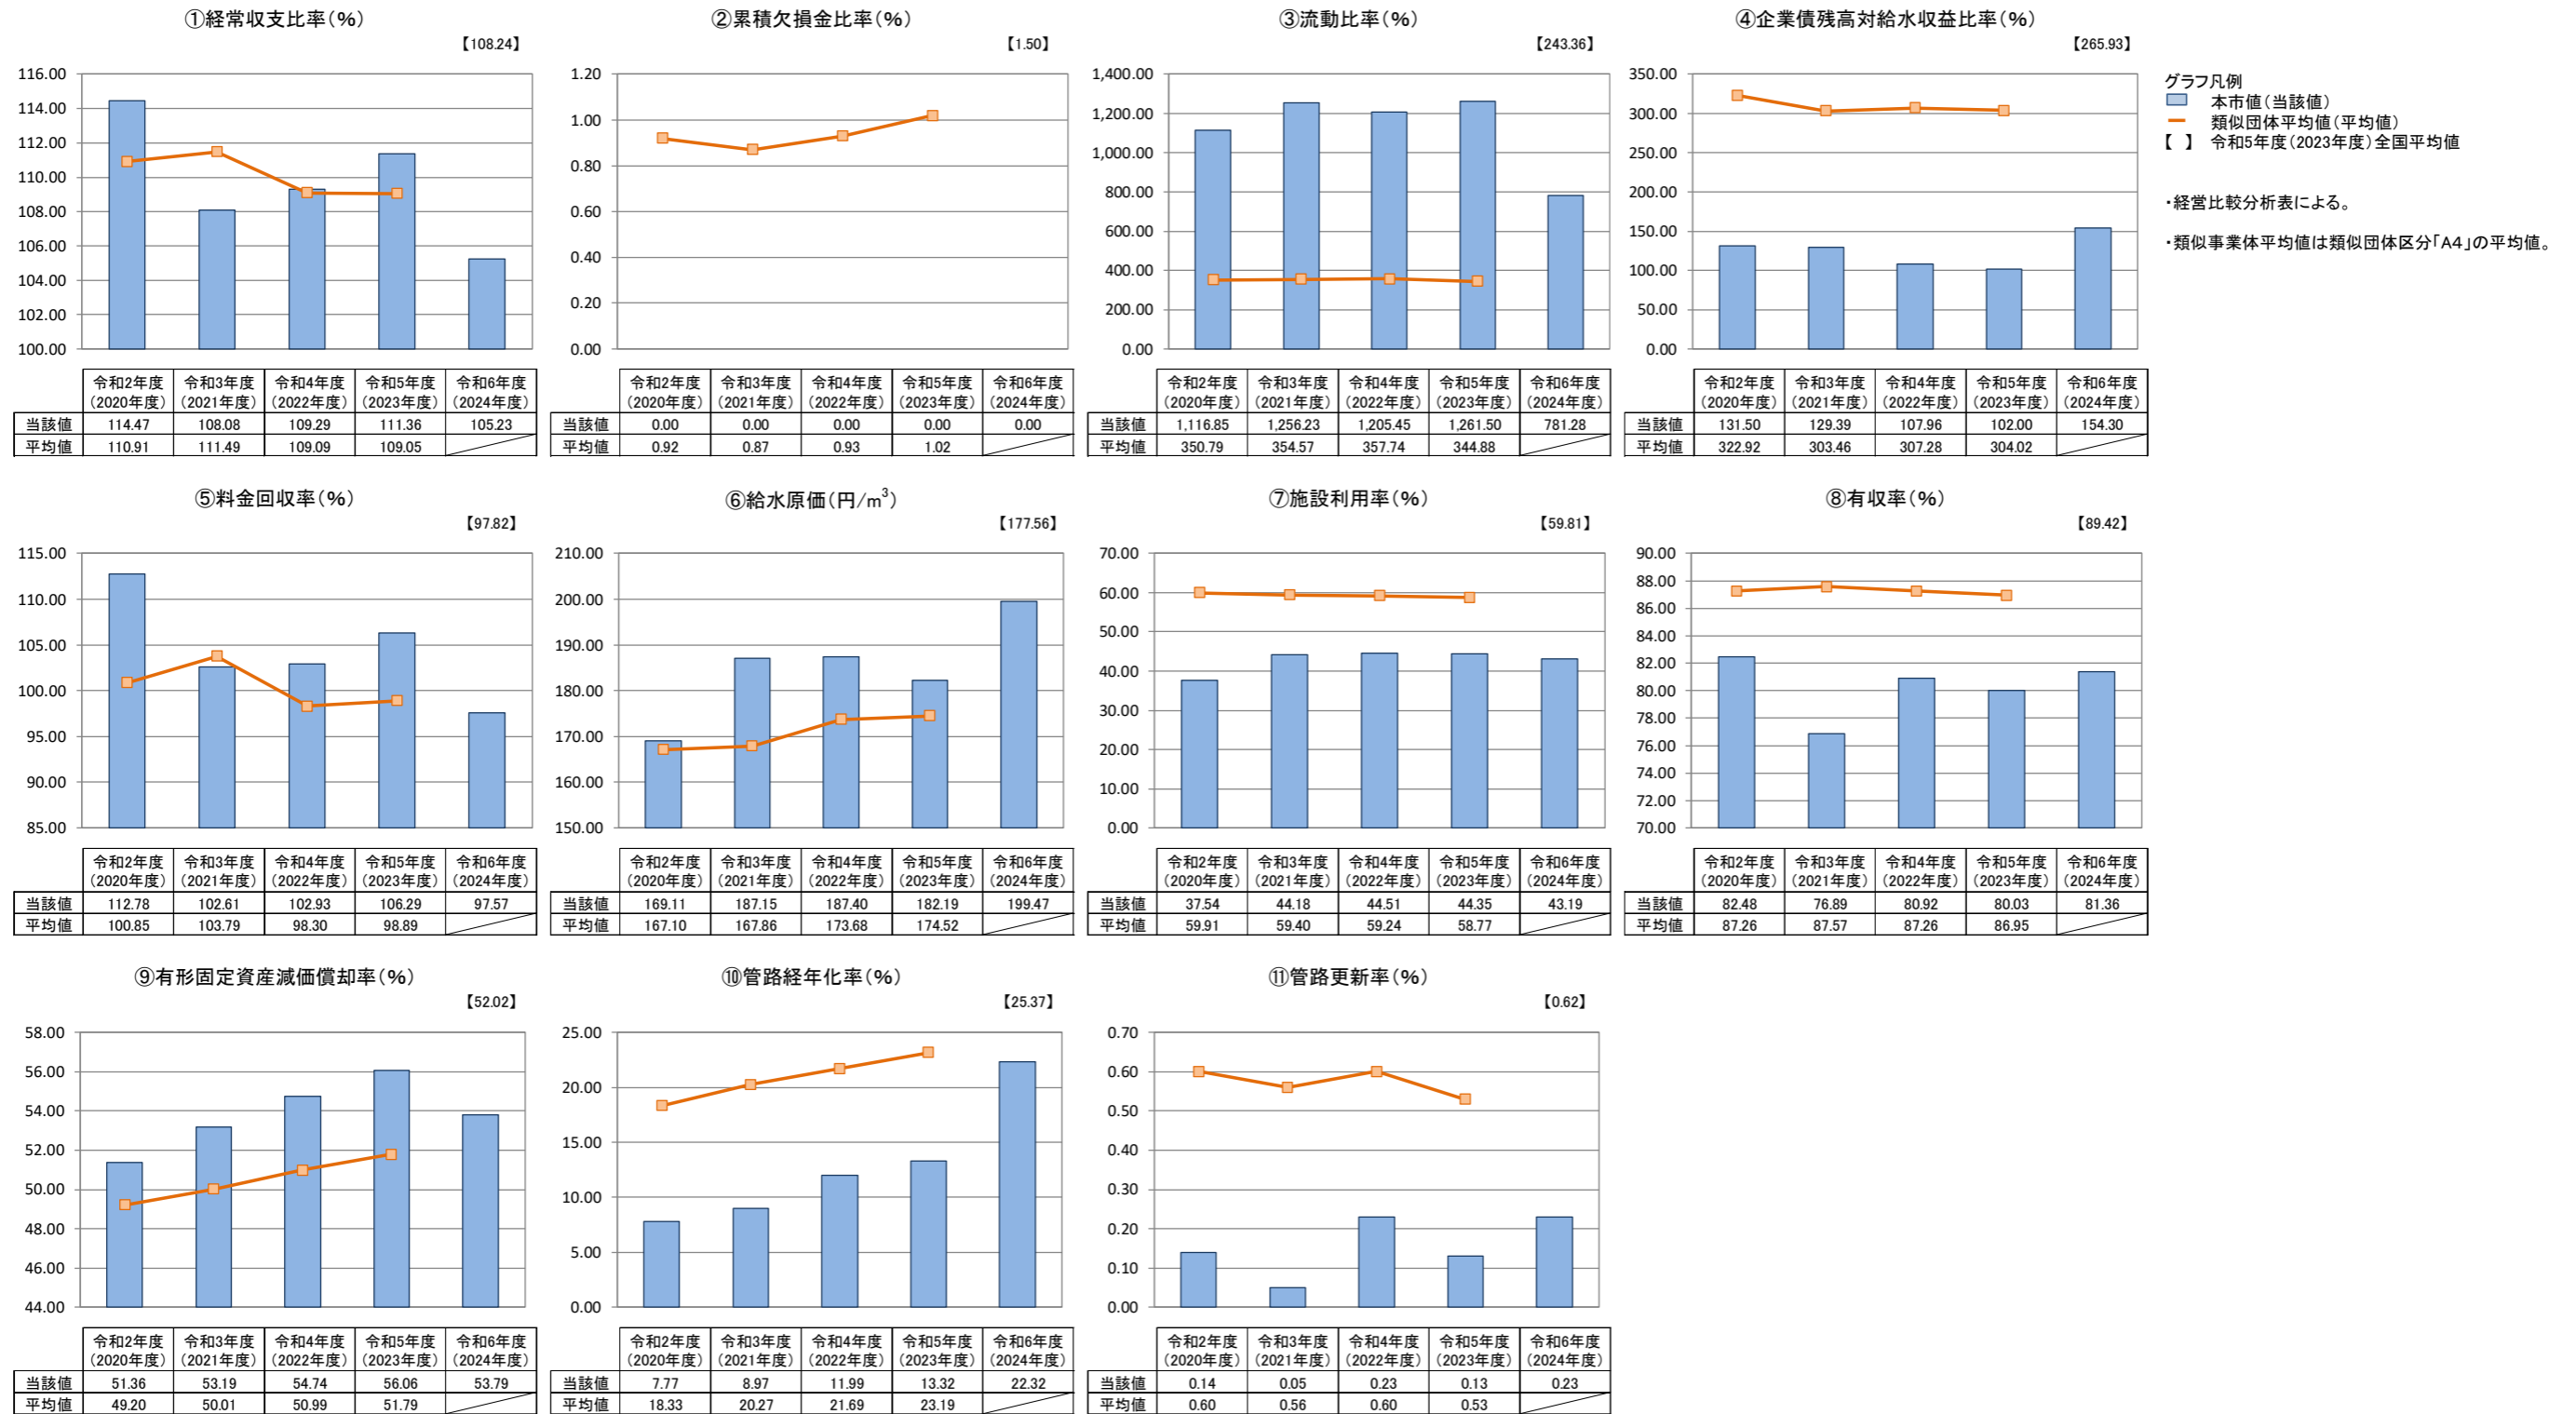 ①経常収支比率(%)
【108.24】
116.00
114.00
112.00
110.00
108.00
106.00
104.00
102.00
100.00
令和2年度 令和3年度 令和4年度 令和5年度 令和6年度
(2020年度) (2021年度) (2022年度) (2023年度) (2024年度)
当該値 114.47 108.08 109.29 111.36 105.23
平均値 110.91 111.49 109.09 109.05
②累積欠損金比率(%)
【1.50】
1.20
1.00
0.80
0.60
0.40
0.20
0.00
令和2年度 令和3年度 令和4年度 令和5年度 令和6年度
(2020年度) (2021年度) (2022年度) (2023年度) (2024年度)
当該値 0.00 0.00 0.00 0.00 0.00
平均値 0.92 0.87 0.93 1.02
③流動比率(%)
【243.36】
1,400.00
1,200.00
1,000.00
800.00
600.00
400.00
200.00
0.00
令和2年度 令和3年度 令和4年度 令和5年度 令和6年度
(2020年度) (2021年度) (2022年度) (2023年度) (2024年度)
当該値 1,116.85 1,256.23 1,205.45 1,261.50 781.28
平均値 350.79 354.57 357.74 344.88
④企業債残高対給水収益比率(%)
【265.93】
350.00
300.00
250.00
200.00
150.00
100.00
50.00
0.00
令和2年度 令和3年度 令和4年度 令和5年度 令和6年度
(2020年度) (2021年度) (2022年度) (2023年度) (2024年度)
当該値 131.50 129.39 107.96 102.00 154.30
平均値 322.92 303.46 307.28 304.02
グラフ凡例
本市値(当該値)
類似団体平均値(平均値)
【 】 令和5年度(2023年度)全国平均値
・経営比較分析表による。
・類似事業体平均値は類似団体区分「A4」の平均値。
⑤料金回収率(%)
【97.82】
115.00
110.00
105.00
100.00
95.00
90.00
85.00
令和2年度 令和3年度 令和4年度 令和5年度 令和6年度
(2020年度) (2021年度) (2022年度) (2023年度) (2024年度)
当該値 112.78 102.61 102.93 106.29 97.57
平均値 100.85 103.79 98.30 98.89
⑥給水原価(円/m³)
【177.56】
210.00
200.00
190.00
180.00
170.00
160.00
150.00
令和2年度 令和3年度 令和4年度 令和5年度 令和6年度
(2020年度) (2021年度) (2022年度) (2023年度) (2024年度)
当該値 169.11 187.15 187.40 182.19 199.47
平均値 167.10 167.86 173.68 174.52
⑦施設利用率(%)
【59.81】
70.00
60.00
50.00
40.00
30.00
20.00
10.00
0.00
令和2年度 令和3年度 令和4年度 令和5年度 令和6年度
(2020年度) (2021年度) (2022年度) (2023年度) (2024年度)
当該値 37.54 44.18 44.51 44.35 43.19
平均値 59.91 59.40 59.24 58.77
⑧有収率(%)
【89.42】
90.00
88.00
86.00
84.00
82.00
80.00
78.00
76.00
74.00
72.00
70.00
令和2年度 令和3年度 令和4年度 令和5年度 令和6年度
(2020年度) (2021年度) (2022年度) (2023年度) (2024年度)
当該値 82.48 76.89 80.92 80.03 81.36
平均値 87.26 87.57 87.26 86.95
⑨有形固定資産減価償却率(%)
【52.02】
58.00
56.00
54.00
52.00
50.00
48.00
46.00
44.00
令和2年度 令和3年度 令和4年度 令和5年度 令和6年度
(2020年度) (2021年度) (2022年度) (2023年度) (2024年度)
当該値 51.36 53.19 54.74 56.06 53.79
平均値 49.20 50.01 50.99 51.79
⑩管路経年化率(%)
【25.37】
25.00
20.00
15.00
10.00
5.00
0.00
令和2年度 令和3年度 令和4年度 令和5年度 令和6年度
(2020年度) (2021年度) (2022年度) (2023年度) (2024年度)
当該値 7.77 8.97 11.99 13.32 22.32
平均値 18.33 20.27 21.69 23.19
⑪管路更新率(%)
【0.62】
0.70
0.60
0.50
0.40
0.30
0.20
0.10
0.00
令和2年度 令和3年度 令和4年度 令和5年度 令和6年度
(2020年度) (2021年度) (2022年度) (2023年度) (2024年度)
当該値 0.14 0.05 0.23 0.13 0.23
平均値 0.60 0.56 0.60 0.53